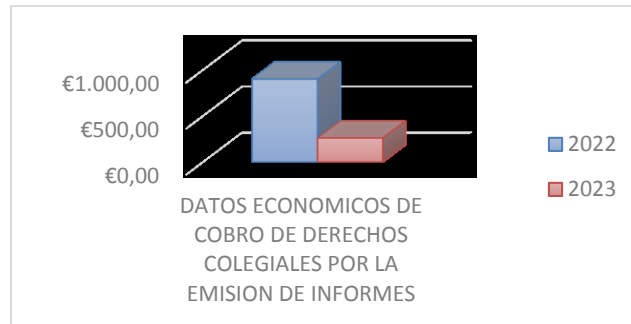 €1.000,00
€500,00
€0,00
DATOS ECONOMICOS DE
COBRO DE DERECHOS
COLEGIALES POR LA
EMISION DE INFORMES
2022
2023